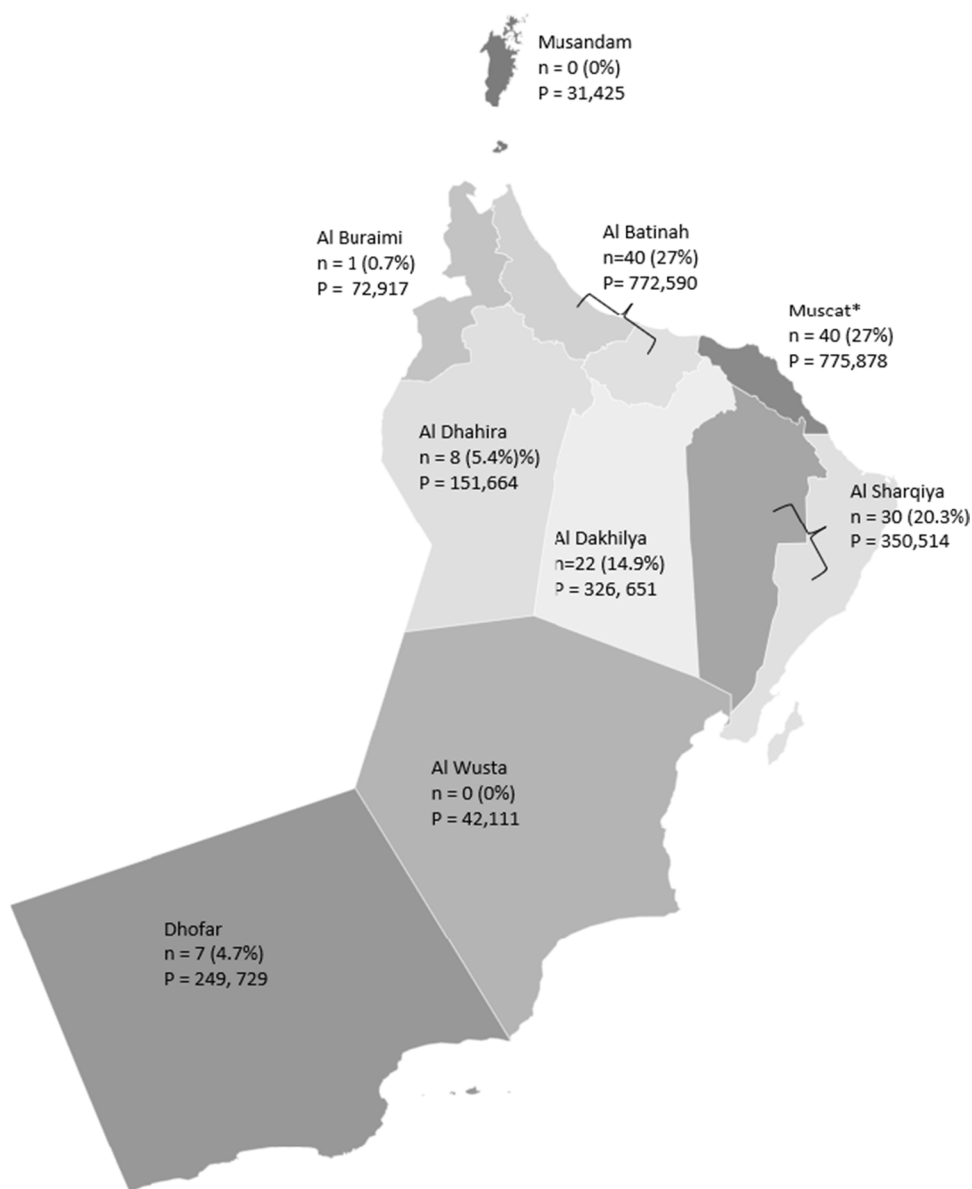 Musandam
n = 0 (0%)
P = 31,425
Al Buraimi
n = 1 (0.7%)
P = 72,917
Al Batinah
n=40 (27%)
P= 772,590
Muscat*
n = 40 (27%)
P = 775,878
Al Dhahira
n = 8 (5.4%)%)
P = 151,664
Al Sharqiya
n = 30 (20.3%)
P = 350,514
Al Dakhilya
n=22 (14.9%)
P = 326, 651
Al Wusta
n = 0 (0%)
P = 42,111
Dhofar
n = 7 (4.7%)
P = 249, 729